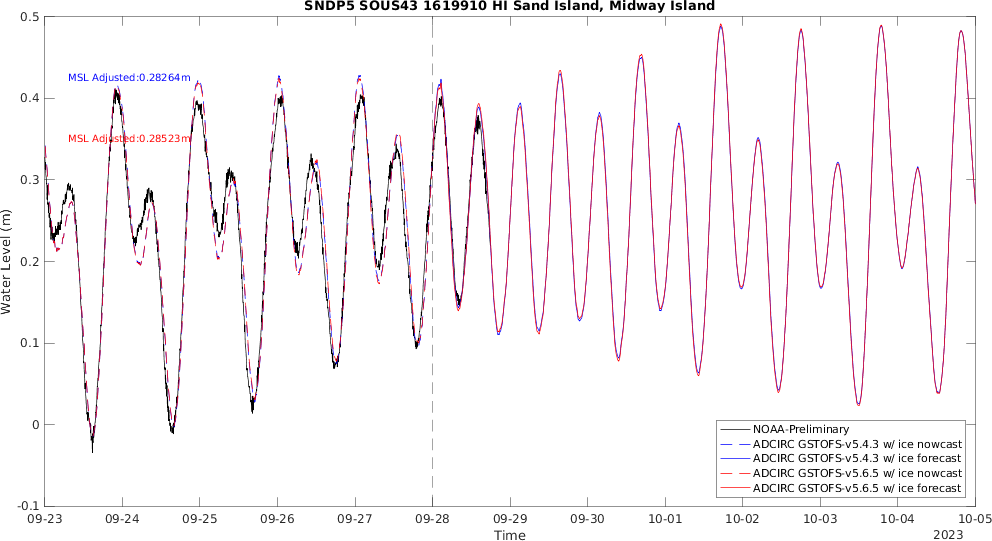 SNDP5 SOUS43 1619910 HI Sand Island, Midway Island
0.5
MSL Adjusted:0.28264m
0.4
MSL Adjusted:0.28523m
0.3
Water Level (m)
0.2
0.1
0
-0.1
NOAA-Preliminary
ADCIRC GSTOFS-v5.4.3 w/ ice nowcast
ADCIRC GSTOFS-v5.4.3 w/ ice forecast
ADCIRC GSTOFS-v5.6.5 w/ ice nowcast
ADCIRC GSTOFS-v5.6.5 w/ ice forecast
09-23 09-24 09-25 09-26 09-27 09-28 09-29 09-30 10-01 10-02 10-03 10-04 10-05
Time
2023